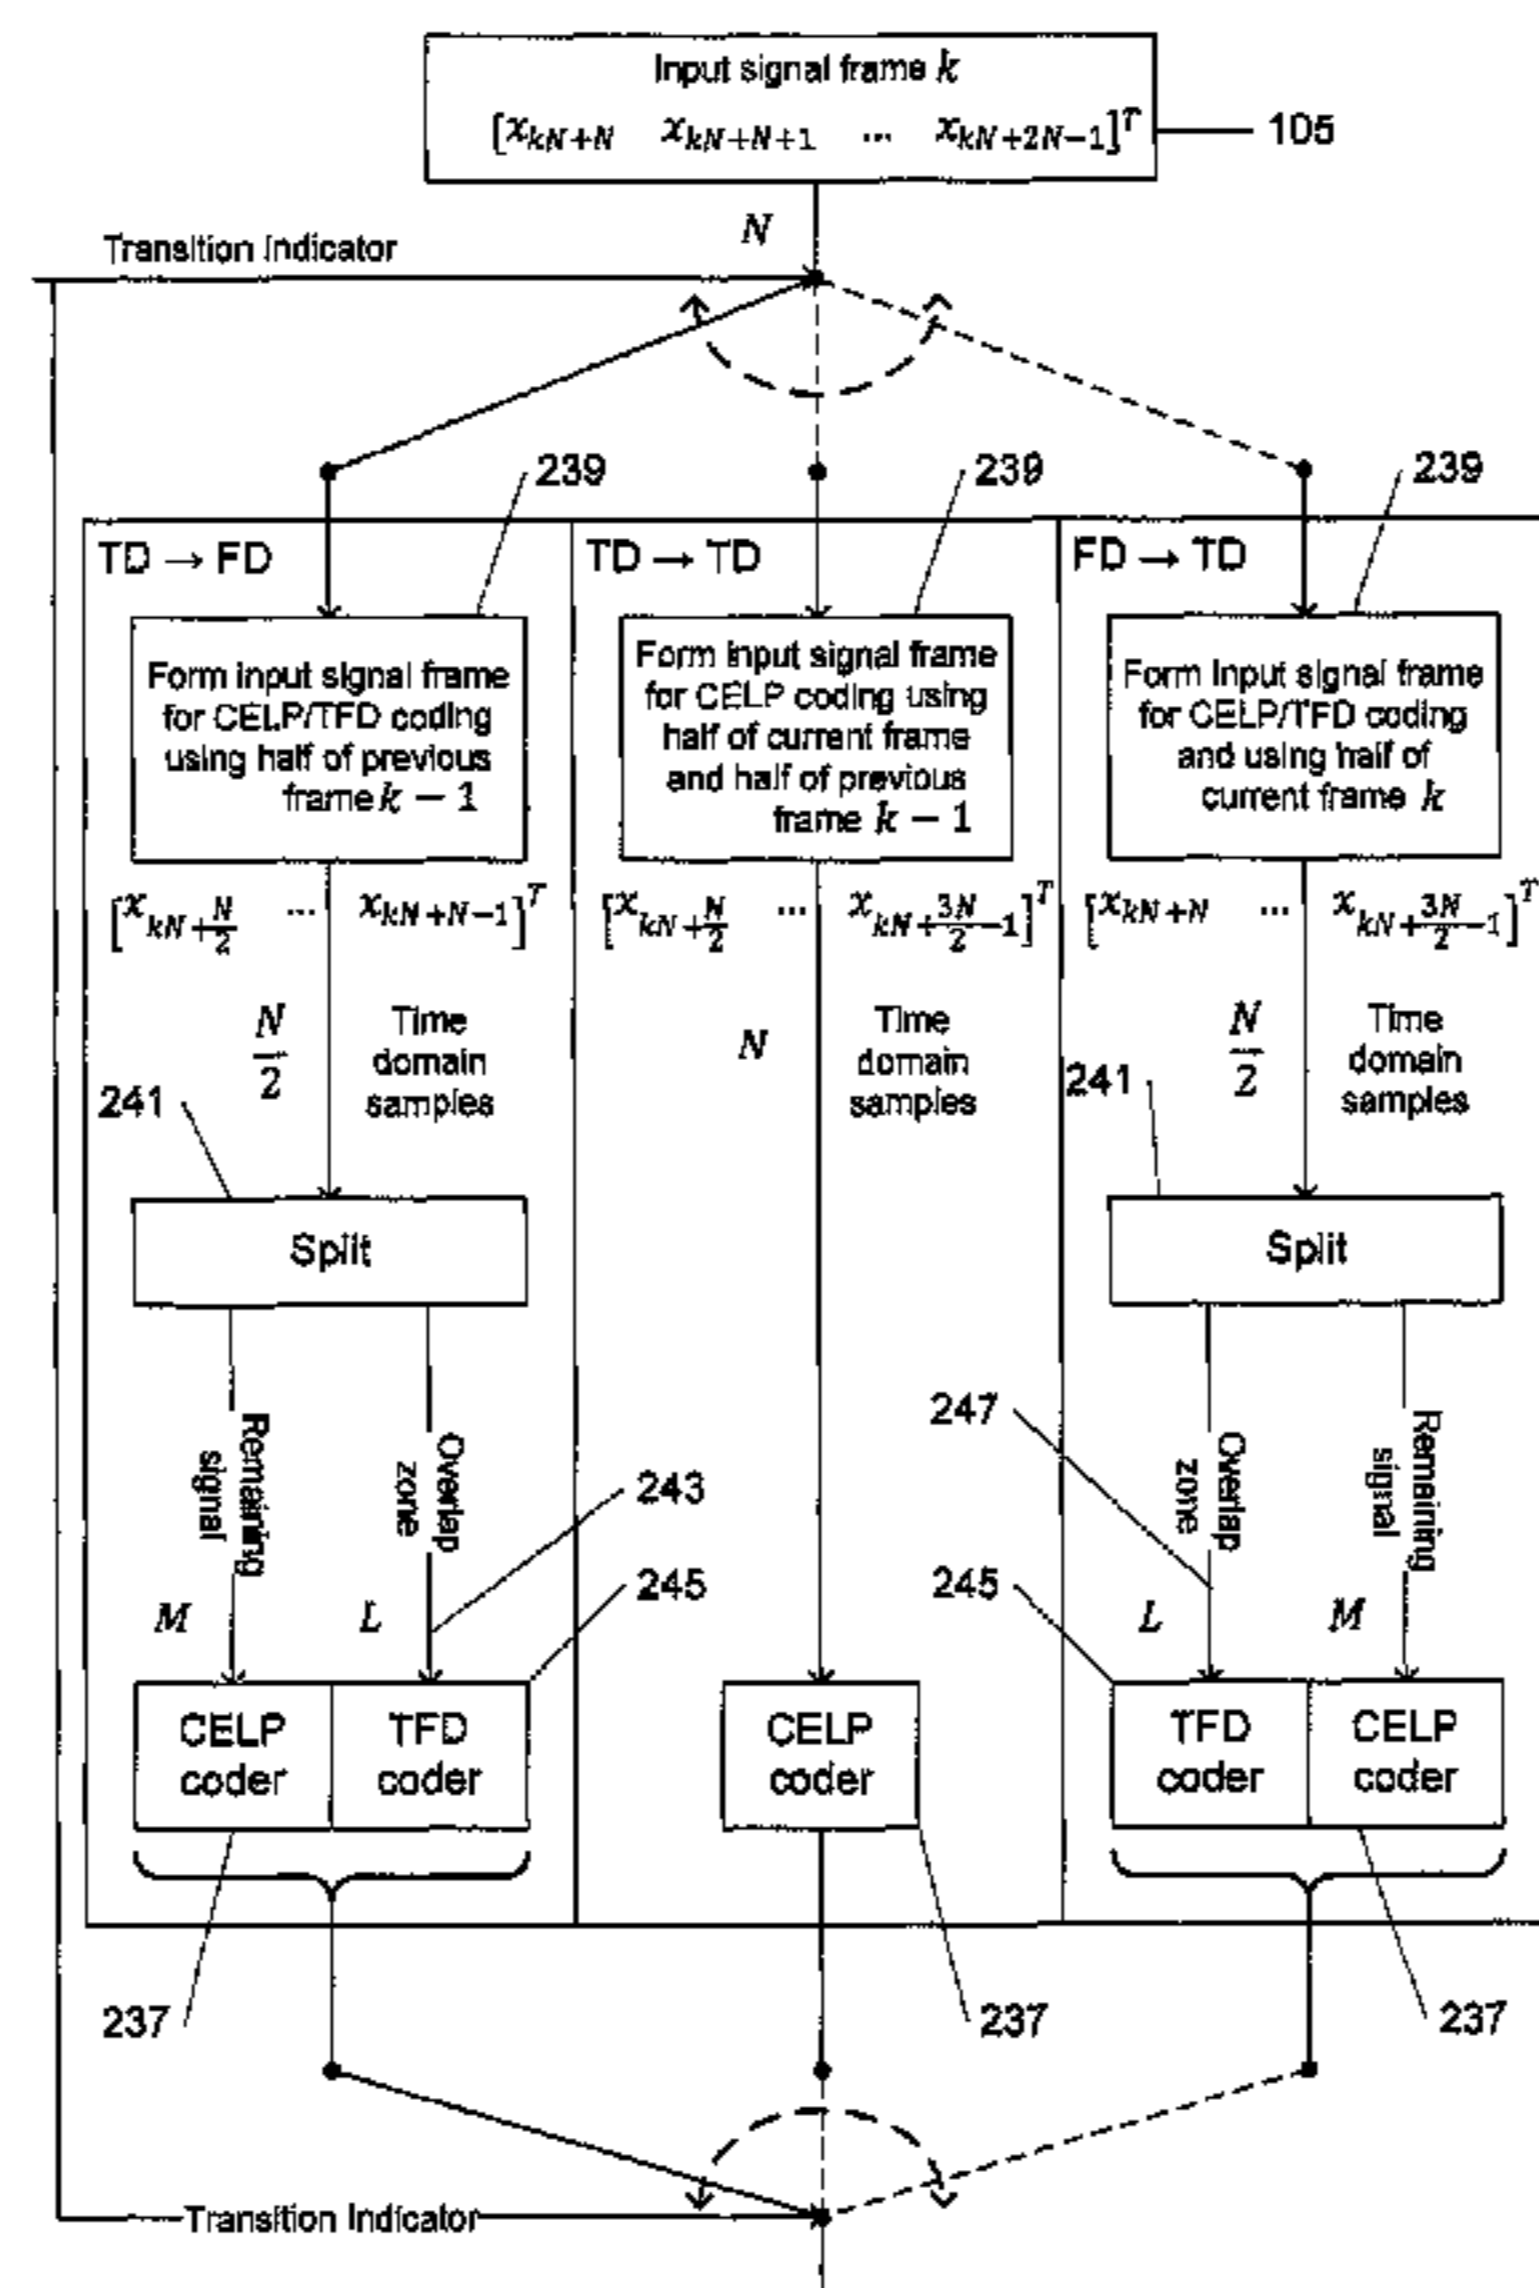 Input signal frame k
[x_{kN+N} x_{kN+N+1} ... x_{kN+2N-1}]^T
105
N
Transition Indicator
239
239
239
TD → FD
TD → TD
FD → TD
Form input signal frame
for CELP/TFD coding
using half of previous
frame k − 1
Form input signal frame
for CELP coding using
half of current frame
and half of previous
frame k − 1
Form input signal frame
for CELP/TFD coding
and using half of
current frame k
[x_{kN+\frac{N}{2}} ... x_{kN+N-1}]^T
[x_{kN+\frac{N}{2}} ... x_{kN+\frac{3N}{2}-1}]^T
[x_{kN+N} ... x_{kN+\frac{3N}{2}-1}]^T
N/2
Time
domain
samples
N
Time
domain
samples
N/2
Time
domain
samples
241
241
Split
Split
Remaining
signal
Overlap
zone
243
245
247
245
Overlap
zone
Remaining
signal
M
L
L
M
CELP
coder
TFD
coder
CELP
coder
TFD
coder
CELP
coder
237
237
237
Transition Indicator